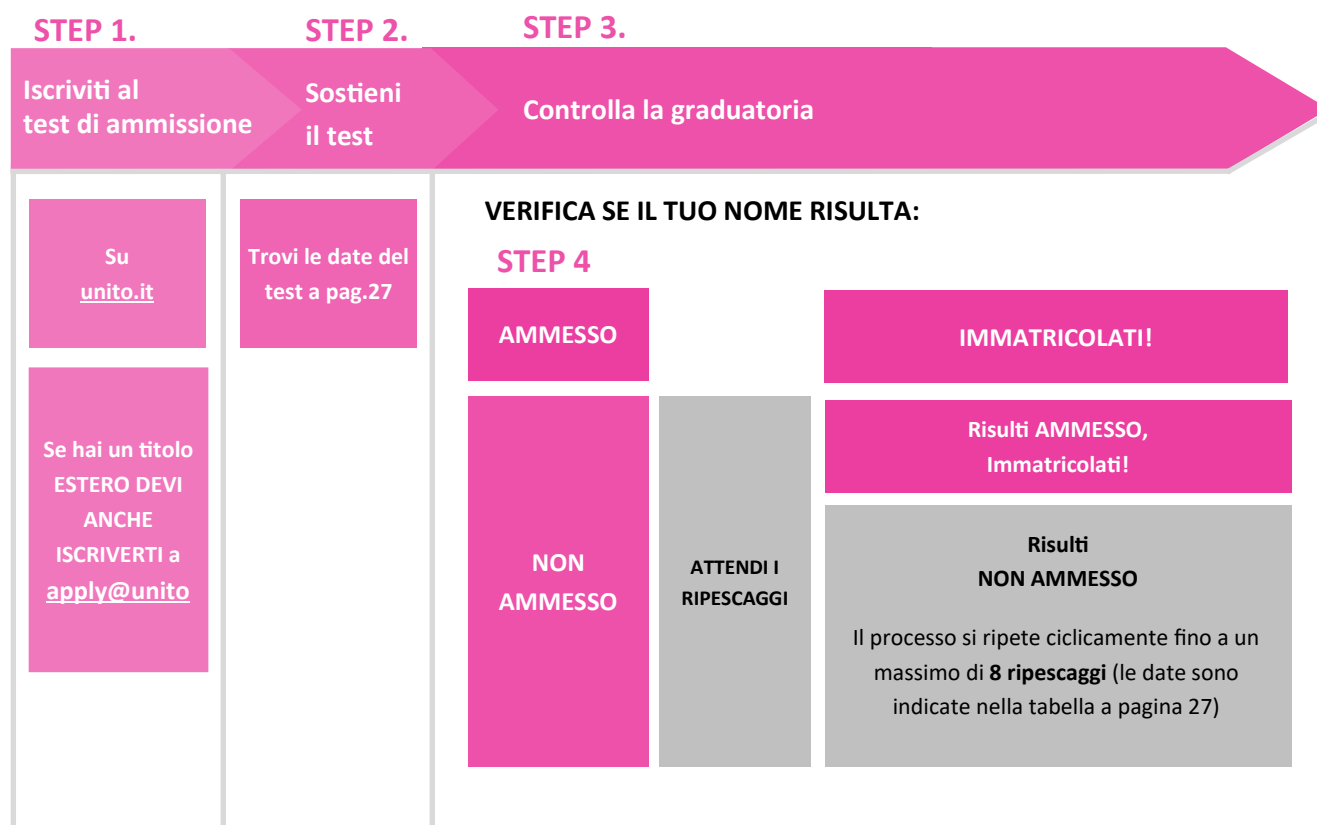 STEP 1.
Iscriviti al
test di ammissione
Su
unito.it
Se hai un titolo
ESTERO DEVI
ANCHE
ISCRIVERTI a
apply@unito
STEP 2.
Sostieni
il test
Trovi le date del
test a pag.27
STEP 3.
Controlla la graduatoria
VERIFICA SE IL TUO NOME RISULTA:
STEP 4
AMMESSO
IMMATRICOLATI!
NON
AMMESSO
ATTENDI I
RIPESCAGGI
Risulti AMMESSO,
Immatricolati!
Risulti
NON AMMESSO
Il processo si ripete ciclicamente fino a un
massimo di 8 ripescaggi (le date sono
indicate nella tabella a pagina 27)